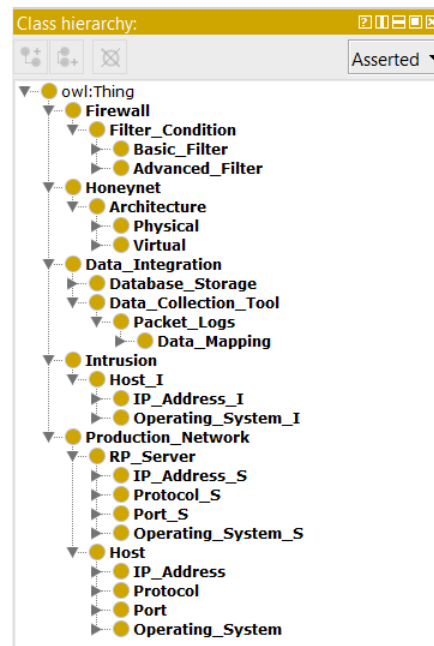 Class hierarchy:
Asserted
owl:Thing
Firewall
Filter_Condition
Basic_Filter
Advanced_Filter
Honeynet
Architecture
Physical
Virtual
Data_Integration
Database_Storage
Data_Collection_Tool
Packet_Logs
Data_Mapping
Intrusion
Host_I
IP_Address_I
Operating_System_I
Production_Network
RP_Server
IP_Address_S
Protocol_S
Port_S
Operating_System_S
Host
IP_Address
Protocol
Port
Operating_System